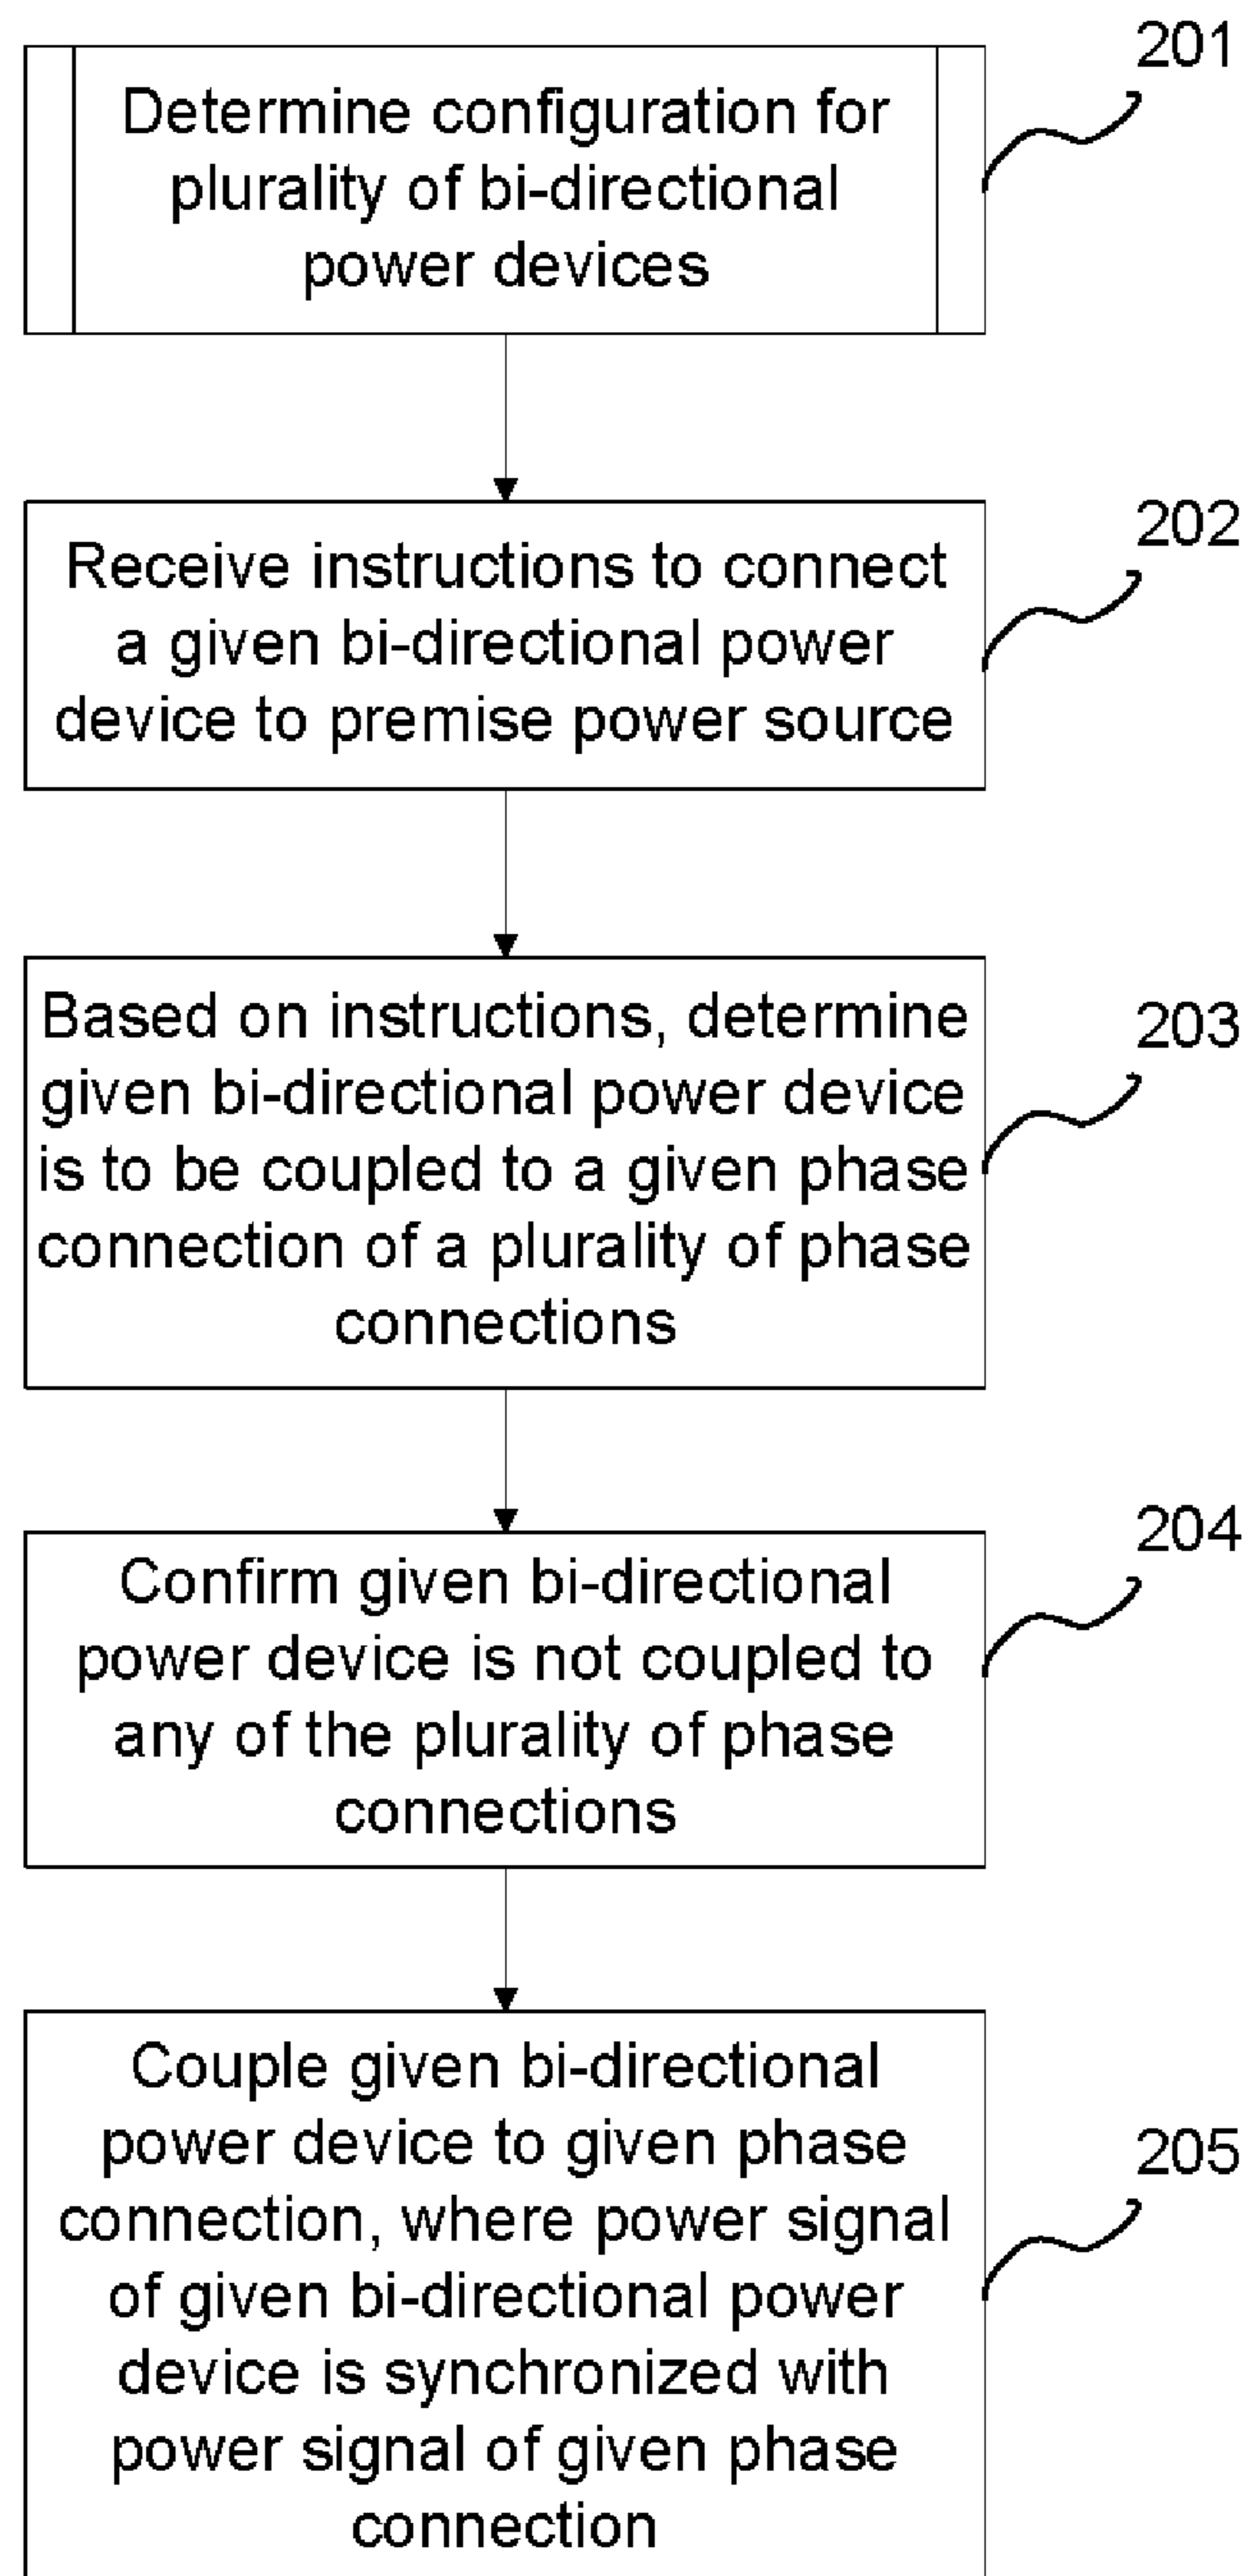 201
Determine configuration for
plurality of bi-directional
power devices
202
Receive instructions to connect
a given bi-directional power
device to premise power source
203
Based on instructions, determine
given bi-directional power device
is to be coupled to a given phase
connection of a plurality of phase
connections
204
Confirm given bi-directional
power device is not coupled to
any of the plurality of phase
connections
205
Couple given bi-directional
power device to given phase
connection, where power signal
of given bi-directional power
device is synchronized with
power signal of given phase
connection